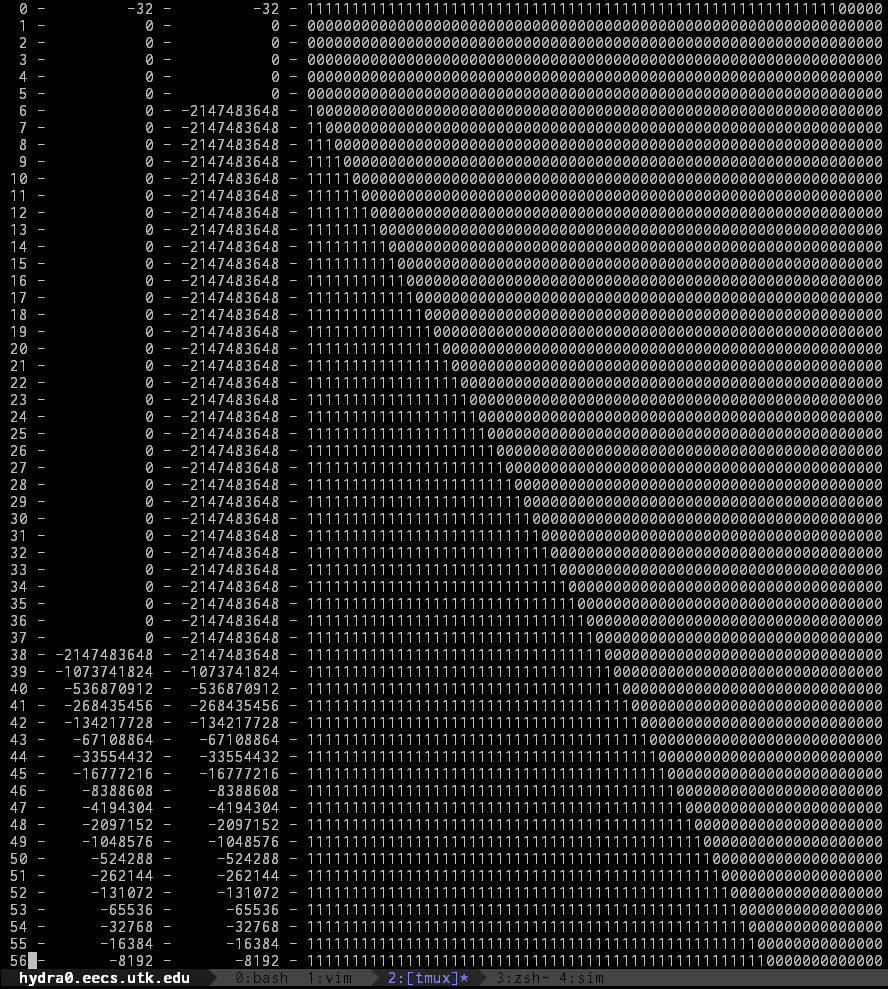 0 - -32 - -32 - 1111111111111111111111111111111111111111111111111111111111100000
1 - 0 - 0 - 0000000000000000000000000000000000000000000000000000000000000000
2 - 0 - 0 - 0000000000000000000000000000000000000000000000000000000000000000
3 - 0 - 0 - 0000000000000000000000000000000000000000000000000000000000000000
4 - 0 - 0 - 0000000000000000000000000000000000000000000000000000000000000000
5 - 0 - 0 - 0000000000000000000000000000000000000000000000000000000000000000
6 - 0 - -2147483648 - 1000000000000000000000000000000000000000000000000000000000000000
7 - 0 - -2147483648 - 1100000000000000000000000000000000000000000000000000000000000000
8 - 0 - -2147483648 - 1110000000000000000000000000000000000000000000000000000000000000
9 - 0 - -2147483648 - 1111000000000000000000000000000000000000000000000000000000000000
10 - 0 - -2147483648 - 1111100000000000000000000000000000000000000000000000000000000000
11 - 0 - -2147483648 - 1111110000000000000000000000000000000000000000000000000000000000
12 - 0 - -2147483648 - 1111111000000000000000000000000000000000000000000000000000000000
13 - 0 - -2147483648 - 1111111100000000000000000000000000000000000000000000000000000000
14 - 0 - -2147483648 - 1111111110000000000000000000000000000000000000000000000000000000
15 - 0 - -2147483648 - 1111111111000000000000000000000000000000000000000000000000000000
16 - 0 - -2147483648 - 1111111111100000000000000000000000000000000000000000000000000000
17 - 0 - -2147483648 - 1111111111110000000000000000000000000000000000000000000000000000
18 - 0 - -2147483648 - 1111111111111000000000000000000000000000000000000000000000000000
19 - 0 - -2147483648 - 1111111111111100000000000000000000000000000000000000000000000000
20 - 0 - -2147483648 - 1111111111111110000000000000000000000000000000000000000000000000
21 - 0 - -2147483648 - 1111111111111111000000000000000000000000000000000000000000000000
22 - 0 - -2147483648 - 1111111111111111100000000000000000000000000000000000000000000000
23 - 0 - -2147483648 - 1111111111111111110000000000000000000000000000000000000000000000
24 - 0 - -2147483648 - 1111111111111111111000000000000000000000000000000000000000000000
25 - 0 - -2147483648 - 1111111111111111111100000000000000000000000000000000000000000000
26 - 0 - -2147483648 - 1111111111111111111110000000000000000000000000000000000000000000
27 - 0 - -2147483648 - 1111111111111111111111000000000000000000000000000000000000000000
28 - 0 - -2147483648 - 1111111111111111111111100000000000000000000000000000000000000000
29 - 0 - -2147483648 - 1111111111111111111111110000000000000000000000000000000000000000
30 - 0 - -2147483648 - 1111111111111111111111111000000000000000000000000000000000000000
31 - 0 - -2147483648 - 1111111111111111111111111100000000000000000000000000000000000000
32 - 0 - -2147483648 - 1111111111111111111111111110000000000000000000000000000000000000
33 - 0 - -2147483648 - 1111111111111111111111111111000000000000000000000000000000000000
34 - 0 - -2147483648 - 1111111111111111111111111111100000000000000000000000000000000000
35 - 0 - -2147483648 - 1111111111111111111111111111110000000000000000000000000000000000
36 - 0 - -2147483648 - 1111111111111111111111111111111000000000000000000000000000000000
37 - 0 - -2147483648 - 1111111111111111111111111111111100000000000000000000000000000000
38 - -2147483648 - -2147483648 - 1111111111111111111111111111111110000000000000000000000000000000
39 - -1073741824 - -1073741824 - 1111111111111111111111111111111111000000000000000000000000000000
40 - -536870912 - -536870912 - 1111111111111111111111111111111111100000000000000000000000000000
41 - -268435456 - -268435456 - 1111111111111111111111111111111111110000000000000000000000000000
42 - -134217728 - -134217728 - 1111111111111111111111111111111111111000000000000000000000000000
43 - -67108864 - -67108864 - 1111111111111111111111111111111111111100000000000000000000000000
44 - -33554432 - -33554432 - 1111111111111111111111111111111111111110000000000000000000000000
45 - -16777216 - -16777216 - 1111111111111111111111111111111111111111000000000000000000000000
46 - -8388608 - -8388608 - 1111111111111111111111111111111111111111100000000000000000000000
47 - -4194304 - -4194304 - 1111111111111111111111111111111111111111110000000000000000000000
48 - -2097152 - -2097152 - 1111111111111111111111111111111111111111111000000000000000000000
49 - -1048576 - -1048576 - 1111111111111111111111111111111111111111111100000000000000000000
50 - -524288 - -524288 - 1111111111111111111111111111111111111111111110000000000000000000
51 - -262144 - -262144 - 1111111111111111111111111111111111111111111111000000000000000000
52 - -131072 - -131072 - 1111111111111111111111111111111111111111111111100000000000000000
53 - -65536 - -65536 - 1111111111111111111111111111111111111111111111110000000000000000
54 - -32768 - -32768 - 1111111111111111111111111111111111111111111111111000000000000000
55 - -16384 - -16384 - 1111111111111111111111111111111111111111111111111100000000000000
56 - -8192 - -8192 - 1111111111111111111111111111111111111111111111111110000000000000
hydra0.eecs.utk.edu 0:bash 1:vim 2:[tmux]* 3:zsh- 4:sim